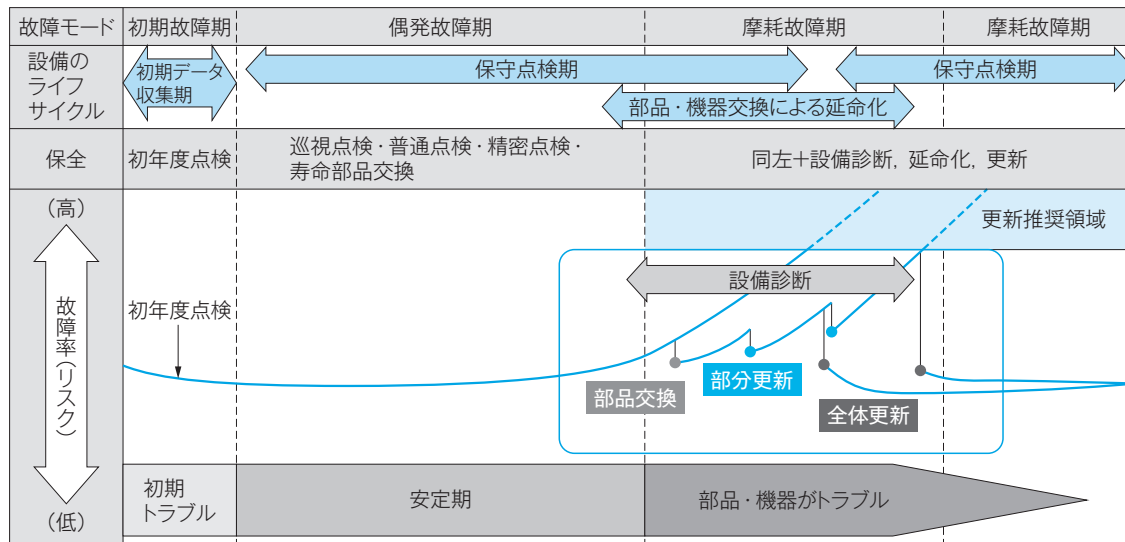 故障モード
初期故障期
偶発故障期
摩耗故障期
摩耗故障期
設備の
ライフ
サイクル
初期データ
収集期
保守点検期
保守点検期
部品・機器交換による延命化
保全
初年度点検
巡視点検・普通点検・精密点検・
寿命部品交換
同左+設備診断, 延命化, 更新
(高)
故障率(リスク)
(低)
更新推奨領域
設備診断
初年度点検
部品交換
部分更新
全体更新
初期
トラブル
安定期
部品・機器がトラブル